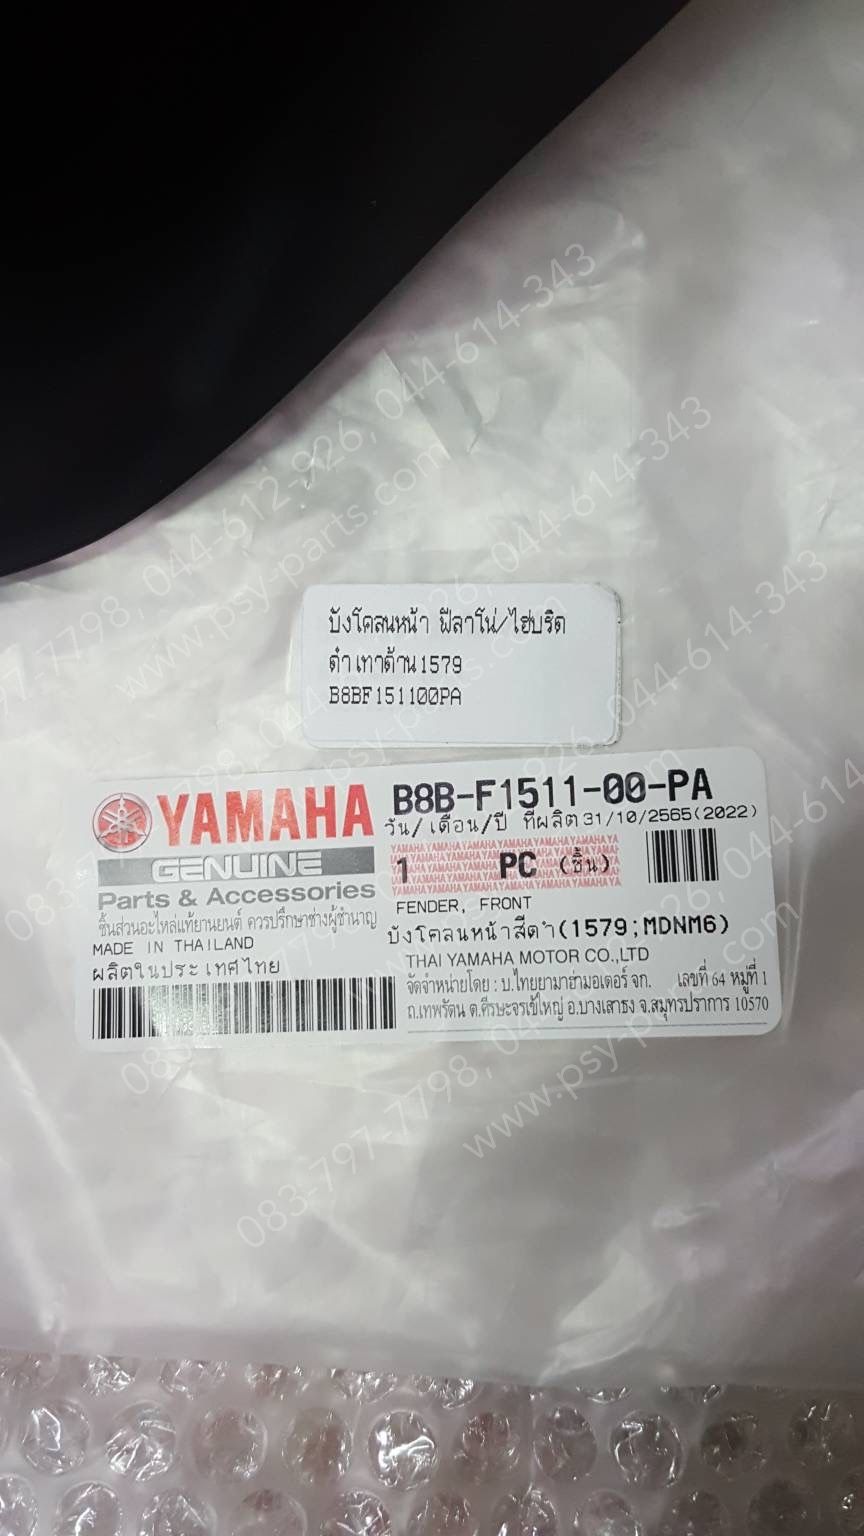 บังโคลนหน้า ฟีลาโน่/ไฮบริด
ดำเทาด้าน1579
B8BF151100PA
YAMAHA
GENUINE
Parts & Accessories
ชิ้นส่วนอะไหล่แท้ยานยนต์ ควรปรึกษาช่างผู้ชำนาญ
MADE IN THAILAND
ผลิตในประเทศไทย
B8B-F1511-00-PA
วัน/เดือน/ปี ที่ผลิต31/10/2565(2022)
1 PC (ชิ้น)
FENDER, FRONT
บังโคลนหน้าสีดำ(1579;MDNM6)
THAI YAMAHA MOTOR CO.,LTD
จัดจำหน่ายโดย : บ.ไทยยามาฮ่ามอเตอร์ จก. เลขที่ 64 หมู่ที่ 1
ถ.เทพรัตน ต.ศีรษะจรเข้ใหญ่ อ.บางเสาธง จ.สมุทรปราการ 10570
083-797-7798, 044-612-926, 044-614-343
www.psy-parts.com